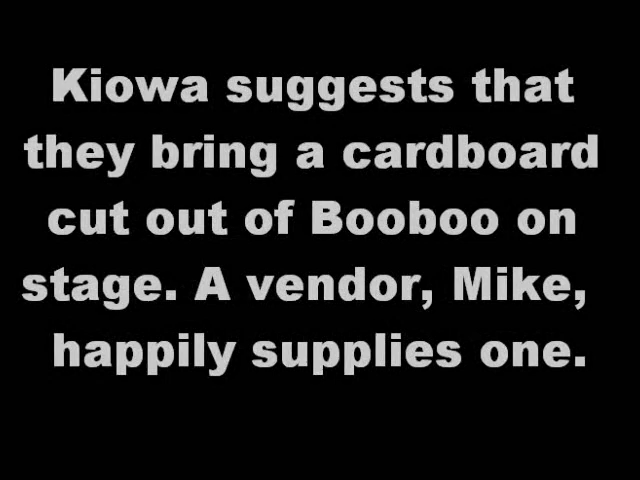 Kiowa suggests that
they bring a cardboard
cut out of Booboo on
stage. A vendor, Mike,
happily supplies one.